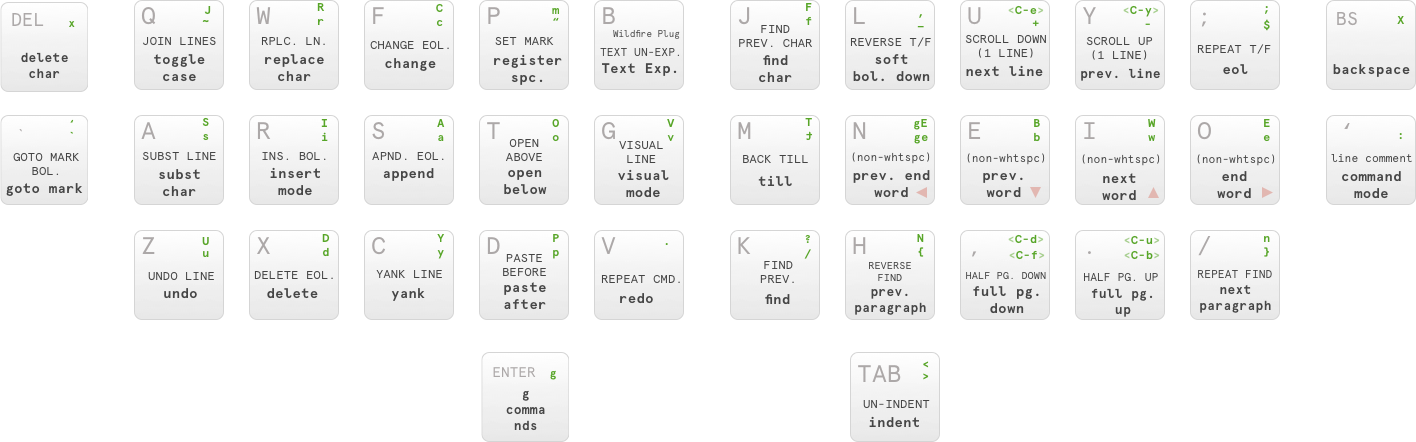 DEL x
delete
char
Q J
~
JOIN LINES
toggle
case
W R
r
RPLC. LN.
replace
char
F C
c
CHANGE EOL.
change
P m
"
SET MARK
register
spc.
B
Wildfire Plug
TEXT UN-EXP.
Text Exp.
J F
f
FIND
PREV. CHAR
find
char
L ,
_
REVERSE T/F
soft
bol. down
U <C-e>
+
SCROLL DOWN
(1 LINE)
next line
Y <C-y>
-
SCROLL UP
(1 LINE)
prev. line
; ;
$
REPEAT T/F
eol
BS X
backspace
` '
`
GOTO MARK
BOL.
goto mark
A S
s
SUBST LINE
subst
char
R I
i
INS. BOL.
insert
mode
S A
a
APND. EOL.
append
T O
o
OPEN
ABOVE
open
below
G V
v
VISUAL
LINE
visual
mode
M T
t
BACK TILL
till
N gE
ge
(non-whtspc)
prev. end
word
E B
b
(non-whtspc)
prev.
word
I W
w
(non-whtspc)
next
word
O E
e
(non-whtspc)
end
word
‘ :
line comment
command
mode
Z U
u
UNDO LINE
undo
X D
d
DELETE EOL.
delete
C Y
y
YANK LINE
yank
D P
p
PASTE
BEFORE
paste
after
V .
REPEAT CMD.
redo
K ?
/
FIND
PREV.
find
H N
{
REVERSE
FIND
prev.
paragraph
, <C-d>
<C-f>
HALF PG. DOWN
full pg.
down
. <C-u>
<C-b>
HALF PG. UP
full pg.
up
/ n
}
REPEAT FIND
next
paragraph
ENTER g
g
comma
nds
TAB <
>
UN-INDENT
indent